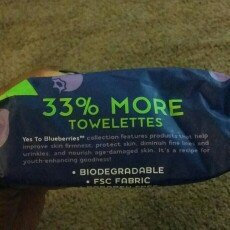 33% MORE
TOWELETTES
Yes To Blueberries™ collection features products that help
improve skin firmness, protect skin, diminish fine lines and
wrinkles, and nourish age-damaged skin. It's a recipe for
youth-enhancing goodness!
• BIODEGRADABLE
• FSC FABRIC